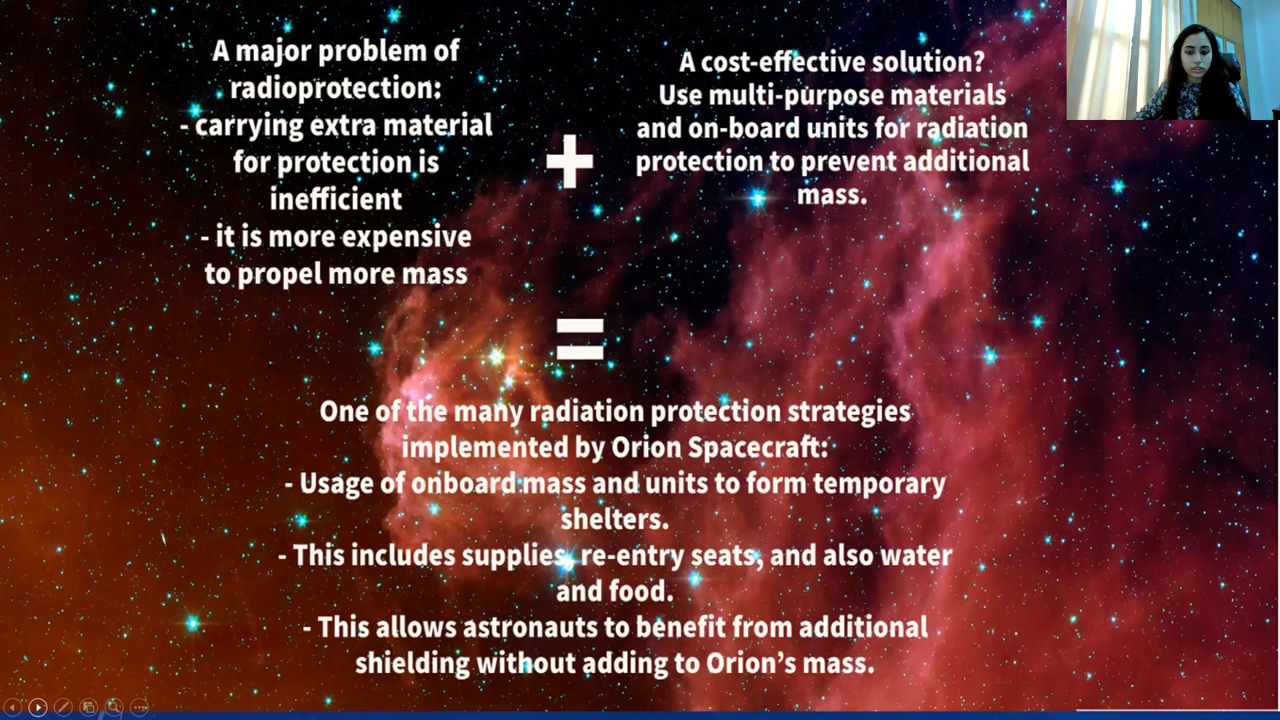 A major problem of
radioprotection:
- carrying extra material
for protection is
inefficient
- it is more expensive
to propel more mass
+
A cost-effective solution?
Use multi-purpose materials
and on-board units for radiation
protection to prevent additional
mass.
=
One of the many radiation protection strategies
implemented by Orion Spacecraft:
- Usage of onboard mass and units to form temporary
shelters.
- This includes supplies, re-entry seats, and also water
and food.
- This allows astronauts to benefit from additional
shielding without adding to Orion’s mass.